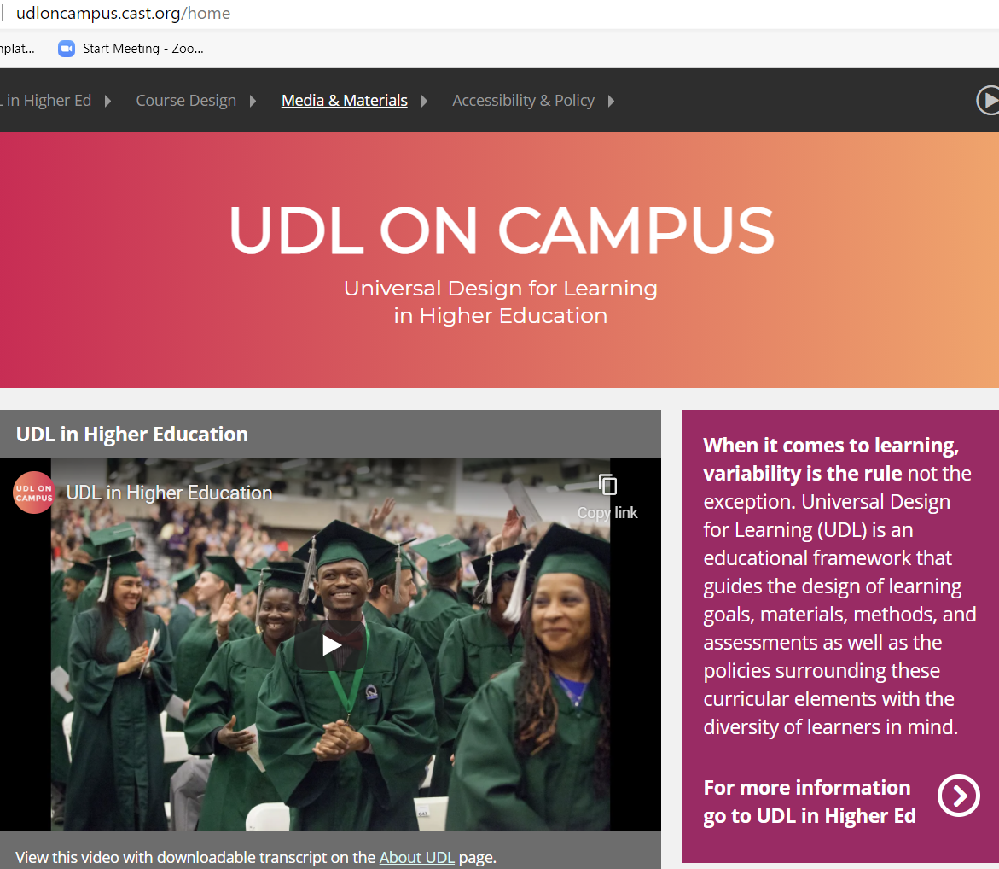 udloncampus.cast.org/home
nplat...
Start Meeting - Zoo...
in Higher Ed
Course Design
Media & Materials
Accessibility & Policy
UDL ON CAMPUS
Universal Design for Learning
in Higher Education
UDL in Higher Education
UDL ON
CAMPUS
UDL in Higher Education
Copy link
View this video with downloadable transcript on the About UDL page.
When it comes to learning,
variability is the rule not the
exception. Universal Design
for Learning (UDL) is an
educational framework that
guides the design of learning
goals, materials, methods, and
assessments as well as the
policies surrounding these
curricular elements with the
diversity of learners in mind.
For more information
go to UDL in Higher Ed